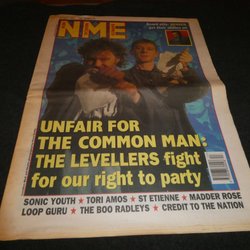 NME
UNFAIR FOR
THE COMMON MAN:
THE LEVELLERS fight
for our right to party
SONIC YOUTH ★ TORI AMOS ★ ST ETIENNE ★ MADDER ROSE
LOOP GURU ★ THE BOO RADLEYS ★ CREDIT TO THE NATION